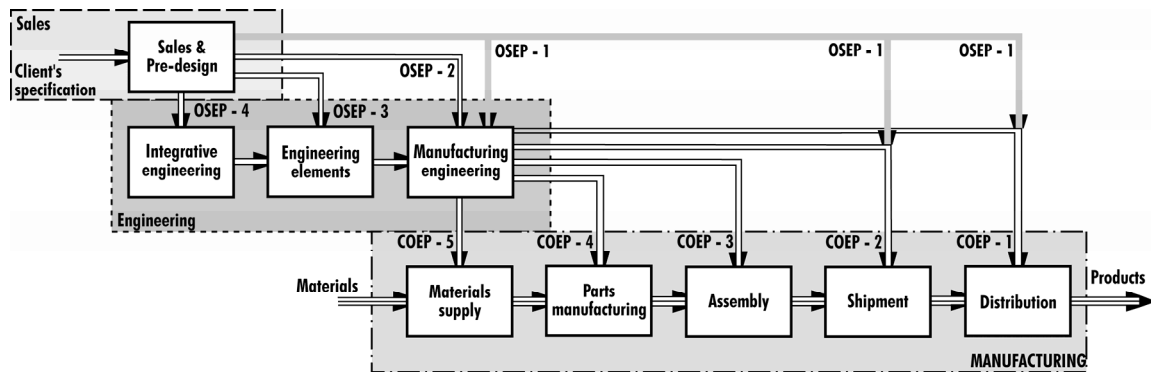 Sales
Sales &
Pre-design
Client's
specification
OSEP - 1
OSEP - 1
OSEP - 1
OSEP - 2
OSEP - 3
OSEP - 4
Integrative
engineering
Engineering
elements
Manufacturing
engineering
Engineering
COEP - 5
COEP - 4
COEP - 3
COEP - 2
COEP - 1
Materials
Materials
supply
Parts
manufacturing
Assembly
Shipment
Distribution
Products
MANUFACTURING